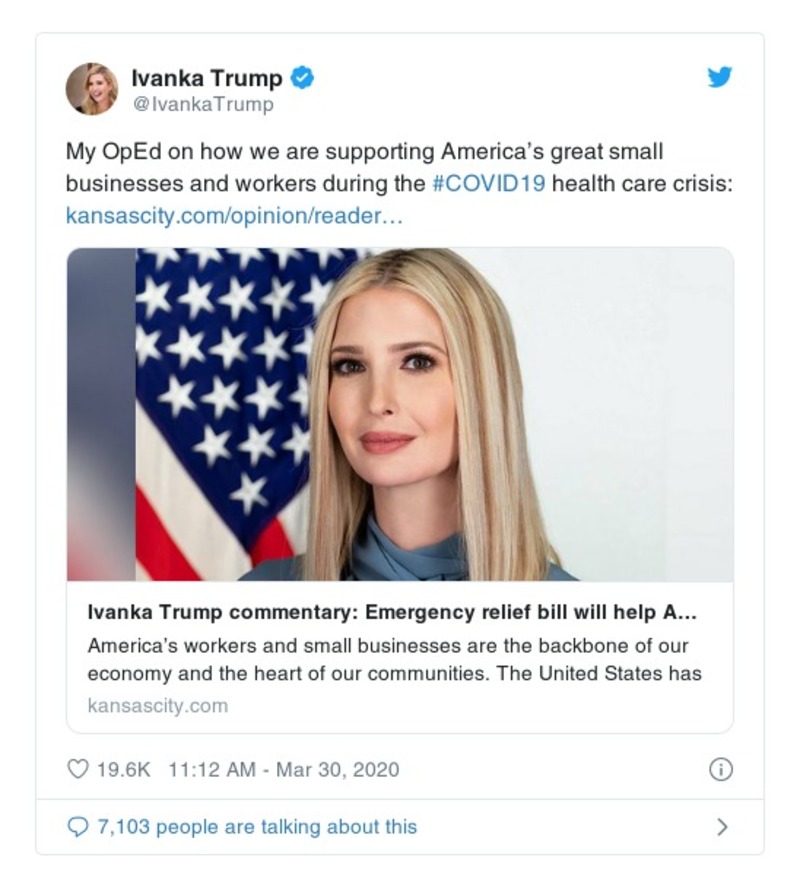 Ivanka Trump
@IvankaTrump
My OpEd on how we are supporting America’s great small
businesses and workers during the #COVID19 health care crisis:
kansascity.com/opinion/reader…
Ivanka Trump commentary: Emergency relief bill will help A...
America’s workers and small businesses are the backbone of our
economy and the heart of our communities. The United States has
kansascity.com
19.6K 11:12 AM - Mar 30, 2020
7,103 people are talking about this